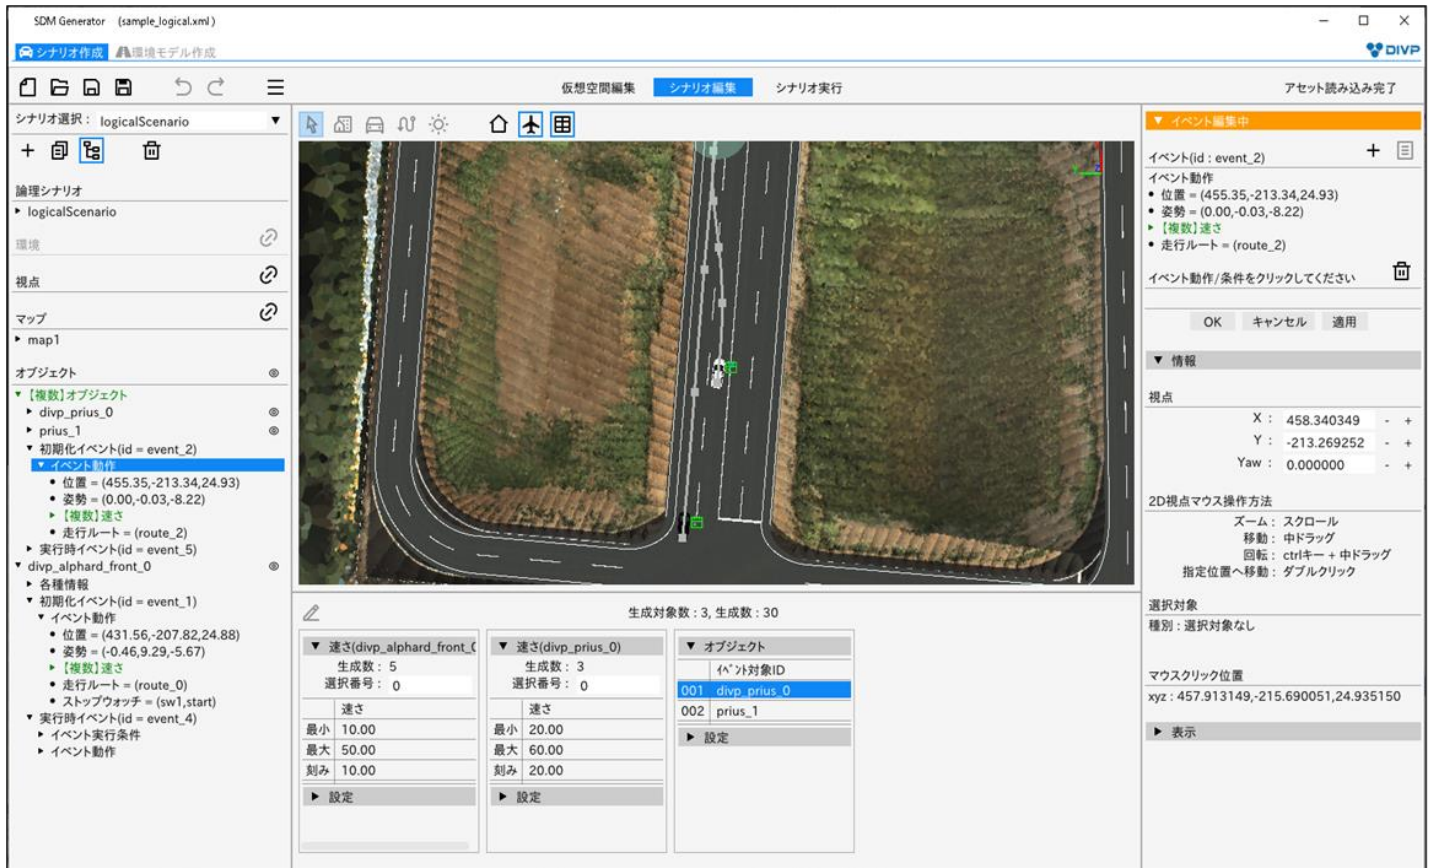 SDM Generator (sample_logical.xml)
シナリオ作成 環境モデル作成
DIVP
仮想空間編集 シナリオ編集 シナリオ実行
アセット読み込み完了
シナリオ選択： logicalScenario
論理シナリオ
logicalScenario
環境
視点
マップ
map1
オブジェクト
【複数】オブジェクト
divp_prius_0
prius_1
初期化イベント(id = event_2)
イベント動作
位置 = (455.35,-213.34,24.93)
姿勢 = (0.00,-0.03,-8.22)
【複数】速さ
走行ルート = (route_2)
実行時イベント(id = event_5)
divp_alphard_front_0
各種情報
初期化イベント(id = event_1)
イベント動作
位置 = (431.56,-207.82,24.88)
姿勢 = (-0.46,9.29,-5.67)
【複数】速さ
走行ルート = (route_0)
ストップウォッチ = (sw1,start)
実行時イベント(id = event_4)
イベント実行条件
イベント動作
生成対象数 : 3, 生成数 : 30
速さ(divp_alphard_front_0
生成数： 5
選択番号： 0
速さ
最小 10.00
最大 50.00
刻み 10.00
設定
速さ(divp_prius_0)
生成数： 3
選択番号： 0
速さ
最小 20.00
最大 60.00
刻み 20.00
設定
オブジェクト
ｲﾍﾞﾝﾄ対象ID
001 divp_prius_0
002 prius_1
設定
イベント編集中
イベント(id : event_2)
イベント動作
位置 = (455.35,-213.34,24.93)
姿勢 = (0.00,-0.03,-8.22)
【複数】速さ
走行ルート = (route_2)
イベント動作/条件をクリックしてください
OK キャンセル 適用
情報
視点
X : 458.340349 - +
Y : -213.269252 - +
Yaw : 0.000000 - +
2D視点マウス操作方法
ズーム： スクロール
移動： 中ドラッグ
回転： ctrlキー + 中ドラッグ
指定位置へ移動： ダブルクリック
選択対象
種別 : 選択対象なし
マウスクリック位置
xyz : 457.913149,-215.690051,24.935150
表示